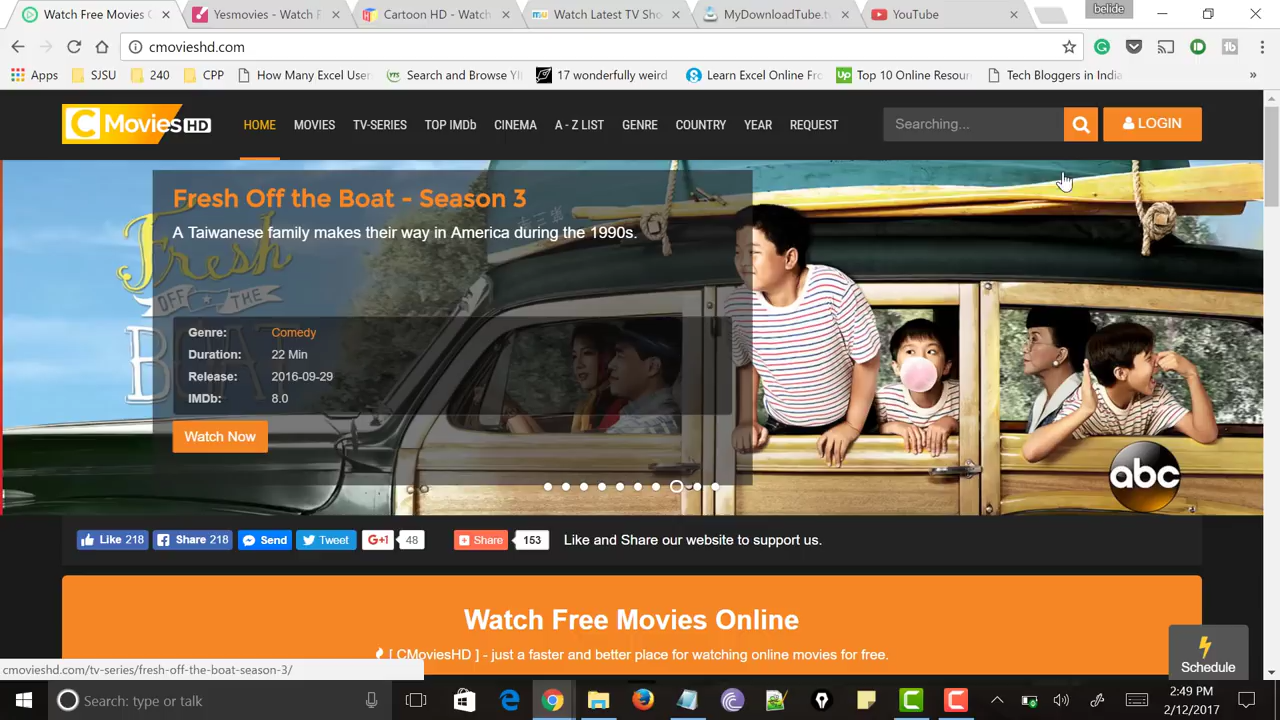 Watch Free Movies O
Yesmovies - Watch F
Cartoon HD - Watch
Watch Latest TV Sho
MyDownloadTube.tv
YouTube
belide
cmovieshd.com
Apps
SJSU
240
CPP
How Many Excel User
Search and Browse YI
17 wonderfully weird
Learn Excel Online Fr
Up Top 10 Online Resour
Tech Bloggers in India
»
C Movies HD
HOME
MOVIES
TV-SERIES
TOP IMDb
CINEMA
A - Z LIST
GENRE
COUNTRY
YEAR
REQUEST
Searching...
LOGIN
Fresh Off the Boat - Season 3
A Taiwanese family makes their way in America during the 1990s.
Fresh
OFF THE
BOAT
Genre: Comedy
Duration: 22 Min
Release: 2016-09-29
IMDb: 8.0
Watch Now
abc
Like 218
Share 218
Send
Tweet
G+1
48
Share
153
Like and Share our website to support us.
Watch Free Movies Online
[ CMoviesHD ] - just a faster and better place for watching online movies for free.
Schedule
cmovieshd.com/tv-series/fresh-off-the-boat-season-3/
Search: type or talk
2:49 PM
2/12/2017